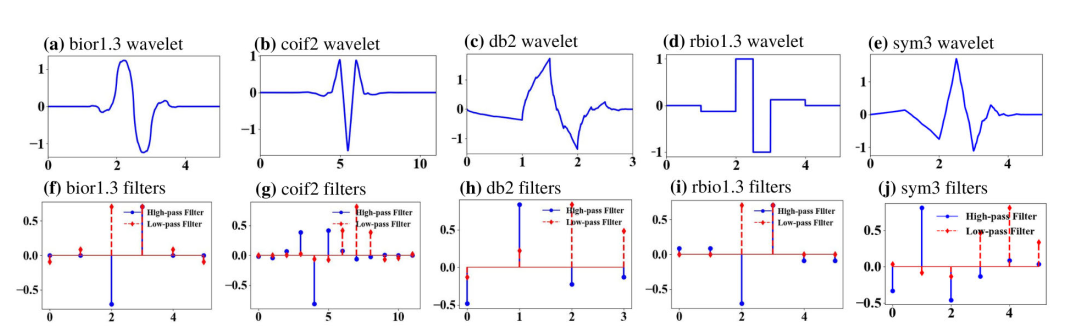 (a) bior1.3 wavelet
(b) coif2 wavelet
(c) db2 wavelet
(d) rbio1.3 wavelet
(e) sym3 wavelet
1
0
−1
0 2 4
1
0
−1
0 5 10
1
0
−1
0 1 2 3
1
0
-1
0 2 4
1
0
-1
0 2 4
(f) bior1.3 filters
(g) coif2 filters
(h) db2 filters
(i) rbio1.3 filters
(j) sym3 filters
High-pass Filter
Low-pass Filter
0.5
0.0
−0.5
0 2 4
High-pass Filter
Low-pass Filter
0.5
0.0
−0.5
0 5 10
High-pass Filter
Low-pass Filter
0.5
0.0
−0.5
0 1 2 3
High-pass Filter
Low-pass Filter
0.5
0.0
−0.5
0 2 4
High-pass Filter
Low-pass Filter
0.5
0.0
−0.5
0 2 4